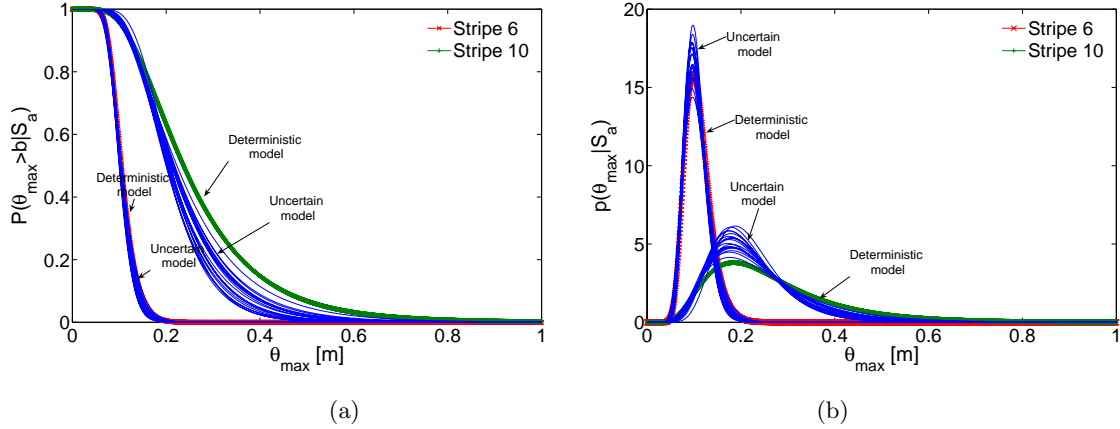 P(θmax>b|Sa)
1
0.8
0.6
0.4
0.2
0
0
0.2
0.4
0.6
0.8
1
θmax [m]
Stripe 6
Stripe 10
Deterministic
model
Uncertain
model
Deterministic
model
Uncertain
model
(a)
p(θmax|Sa)
20
15
10
5
0
0
0.2
0.4
0.6
0.8
1
θmax [m]
Stripe 6
Stripe 10
Uncertain
model
Deterministic
model
Uncertain
model
Deterministic
model
(b)